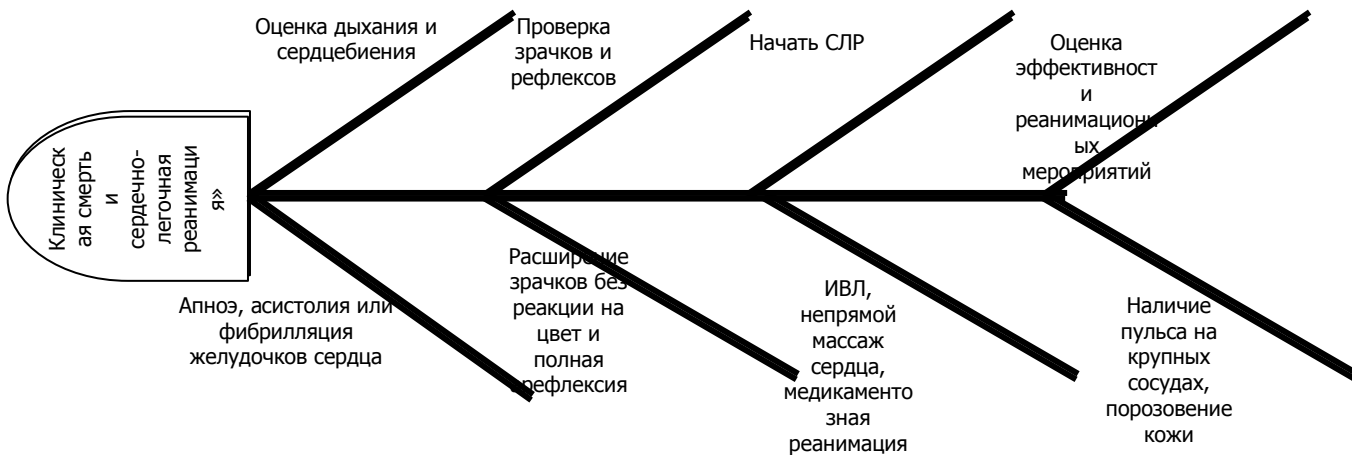 Оценка дыхания и
сердцебиения
Проверка
зрачков и
рефлексов
Начать СЛР
Оценка
эффективност
и
реанимационн
ых
мероприятий
Клиническ
ая смерть
и
сердечно-
легочная
реанимаци
я»
Апноэ, асистолия или
фибрилляция
желудочков сердца
Расширение
зрачков без
реакции на
цвет и
полная
арефлексия
ИВЛ,
непрямой
массаж
сердца,
медикаменто
зная
реанимация
Наличие
пульса на
крупных
сосудах,
порозовение
кожи